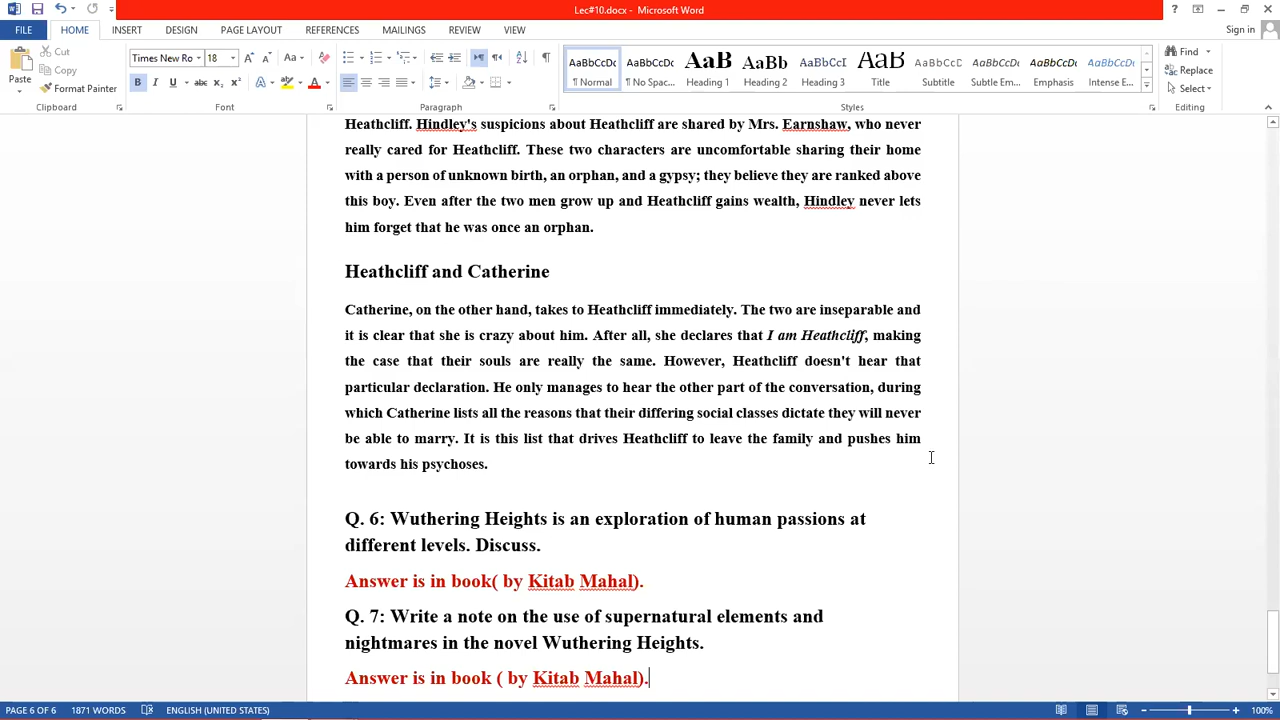 Lec#10.docx - Microsoft Word
FILE HOME INSERT DESIGN PAGE LAYOUT REFERENCES MAILINGS REVIEW VIEW Sign in
Paste Cut Copy Format Painter Clipboard
Times New Ro 18 Aa Font
B I U abc X₂ X² A ab A
Paragraph
AaBbCcDc ¶ Normal
AaBbCcDc ¶ No Spac...
AaB Heading 1
AaBb Heading 2
AaBbCcI Heading 3
AaB Title
AaBbCcD Subtitle
AaBbCcDt Subtle Em...
AaBbCcDt Emphasis
AaBbCcDt Intense E...
Styles
Find Replace Select Editing
Heathcliff. Hindley's suspicions about Heathcliff are shared by Mrs. Earnshaw, who never
really cared for Heathcliff. These two characters are uncomfortable sharing their home
with a person of unknown birth, an orphan, and a gypsy; they believe they are ranked above
this boy. Even after the two men grow up and Heathcliff gains wealth, Hindley never lets
him forget that he was once an orphan.
Heathcliff and Catherine
Catherine, on the other hand, takes to Heathcliff immediately. The two are inseparable and
it is clear that she is crazy about him. After all, she declares that I am Heathcliff, making
the case that their souls are really the same. However, Heathcliff doesn't hear that
particular declaration. He only manages to hear the other part of the conversation, during
which Catherine lists all the reasons that their differing social classes dictate they will never
be able to marry. It is this list that drives Heathcliff to leave the family and pushes him
towards his psychoses.
Q. 6: Wuthering Heights is an exploration of human passions at
different levels. Discuss.
Answer is in book( by Kitab Mahal).
Q. 7: Write a note on the use of supernatural elements and
nightmares in the novel Wuthering Heights.
Answer is in book ( by Kitab Mahal).
PAGE 6 OF 6 1871 WORDS ENGLISH (UNITED STATES) 100%